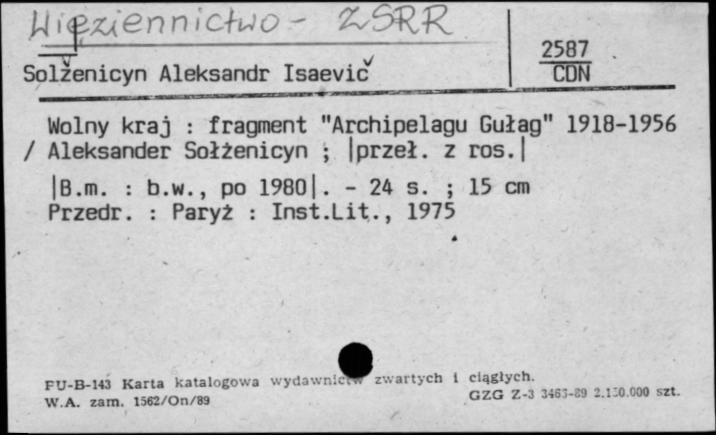 Więziennictwo - ZSRR
Solženicyn Aleksandr Isaevič
2587
CDN
Wolny kraj : fragment "Archipelagu Gułag" 1918-1956
/ Aleksander Sołżenicyn ; |przeł. z ros.|
|B.m. : b.w., po 1980|. - 24 s. ; 15 cm
Przedr. : Paryż : Inst.Lit., 1975
FU-B-143 Karta katalogowa wydawnictw zwartych i ciągłych.
W.A. zam. 1562/On/89
GZG Z-3 3463-89 2.150.000 szt.